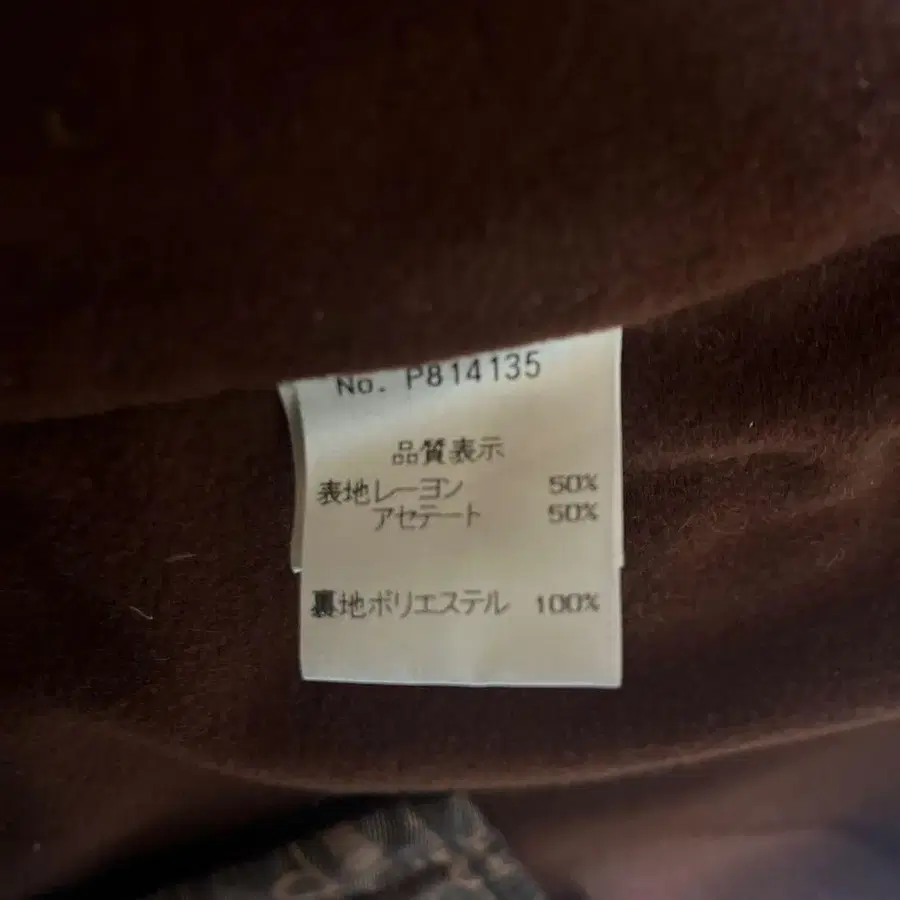 No. P814135
品質表示
表地レーヨン 50%
アセテート 50%
裏地ポリエステル 100%